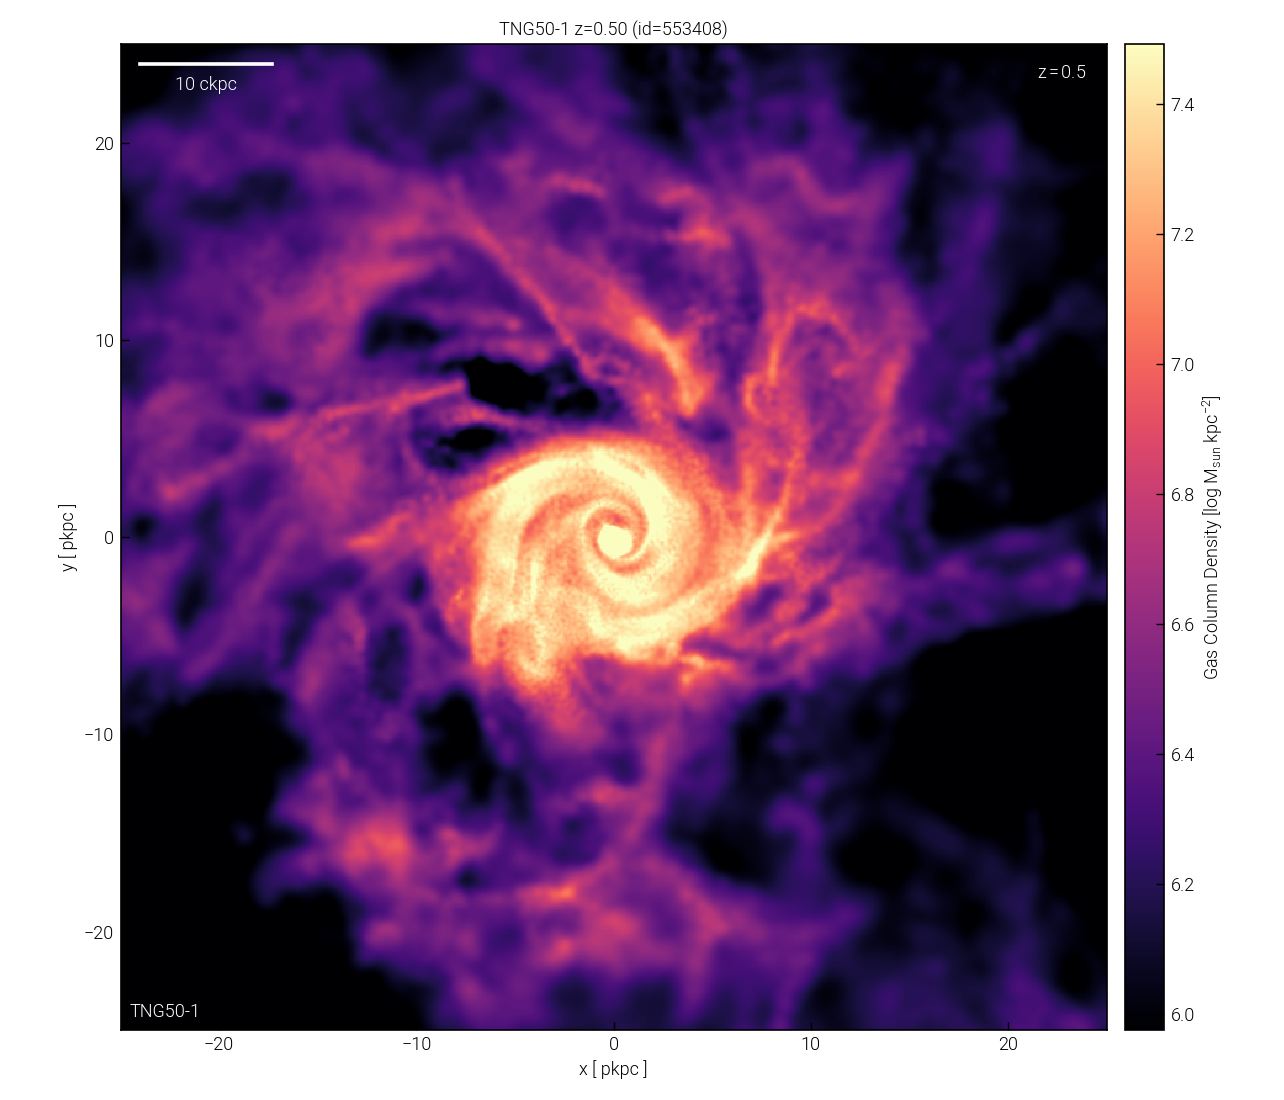 TNG50-1 z=0.50 (id=553408)
10 ckpc
z=0.5
TNG50-1
20
10
0
−10
−20
y [ pkpc ]
−20
−10
0
10
20
x [ pkpc ]
7.4
7.2
7.0
6.8
6.6
6.4
6.2
6.0
Gas Column Density [log M_sun kpc^−2]